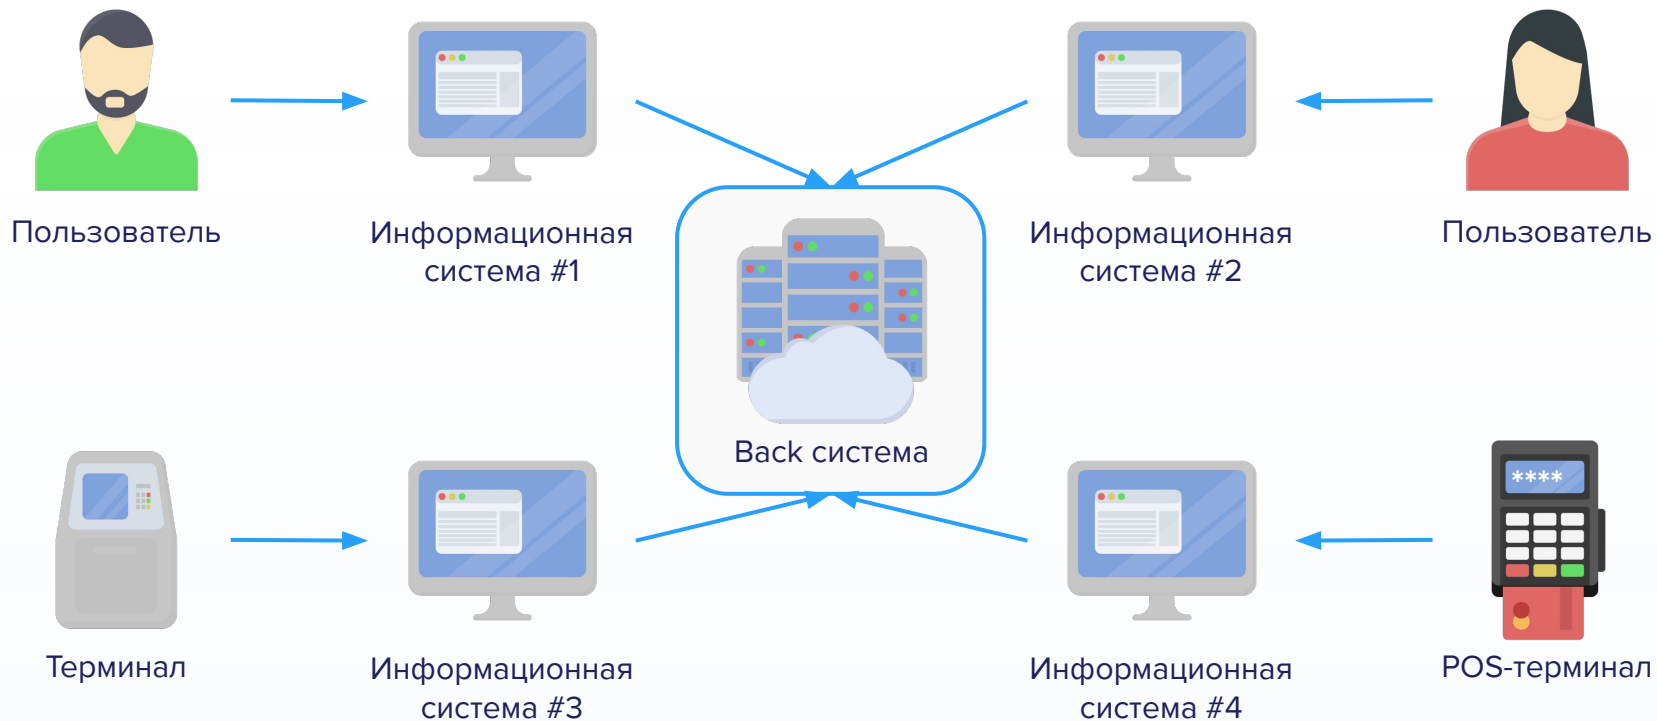 Пользователь
Информационная
система #1
Информационная
система #2
Пользователь
Back система
****
Терминал
Информационная
система #3
Информационная
система #4
POS-терминал